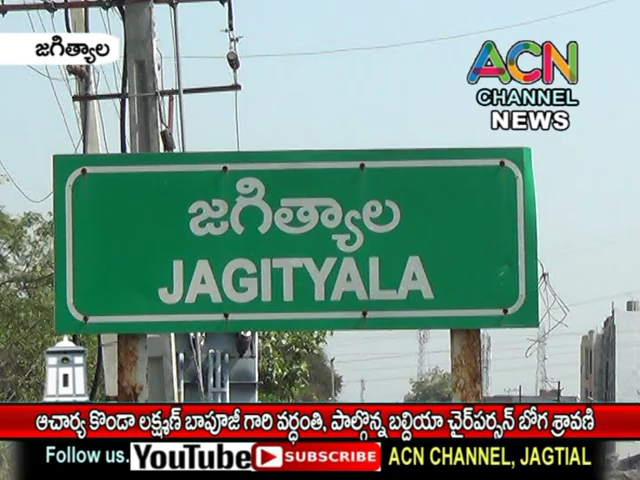 జగిత్యాల
ACN
CHANNEL
NEWS
జగిత్యాల
JAGITYALA
ఆచార్య కొండా లక్ష్మణ్ బాపూజీ గారి వర్ధంతి, పాల్గొన్న బల్దియా చైర్‌పర్సన్ బోగ శ్రావణి
Follow us. YouTube SUBSCRIBE ACN CHANNEL, JAGTIAL